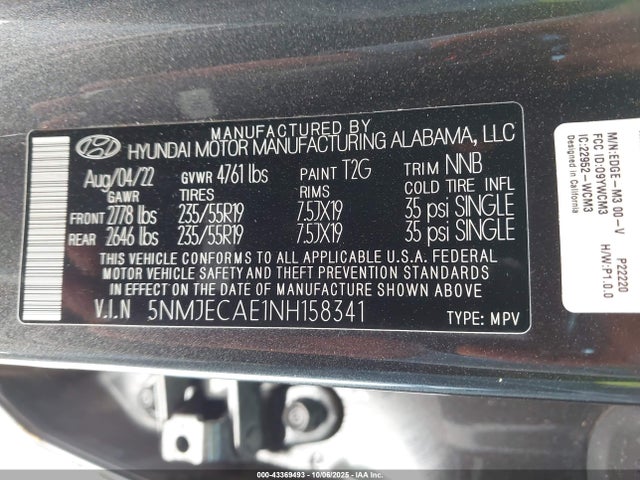 MANUFACTURED BY
HYUNDAI MOTOR MANUFACTURING ALABAMA, LLC
Aug/04/22 GVWR 4761 lbs PAINT T2G TRIM NNB
GAWR TIRES RIMS COLD TIRE INFL
FRONT 2778 lbs 235/55R19 7.5JX19 35 psi SINGLE
REAR 2646 lbs 235/55R19 7.5JX19 35 psi SINGLE
THIS VEHICLE CONFORMS TO ALL APPLICABLE U.S.A. FEDERAL
MOTOR VEHICLE SAFETY AND THEFT PREVENTION STANDARDS
IN EFFECT ON THE DATE OF MANUFACTURE SHOWN ABOVE.
V.I.N 5NMJECAE1NH158341 TYPE: MPV
M/N:EDGE-M3.00-V P22220
FCC ID:O9YWCM3 H/W:P1.0.0
IC:22952-WCM3
Designed in California
000-43369493 - 10/06/2025 - IAAI.COM